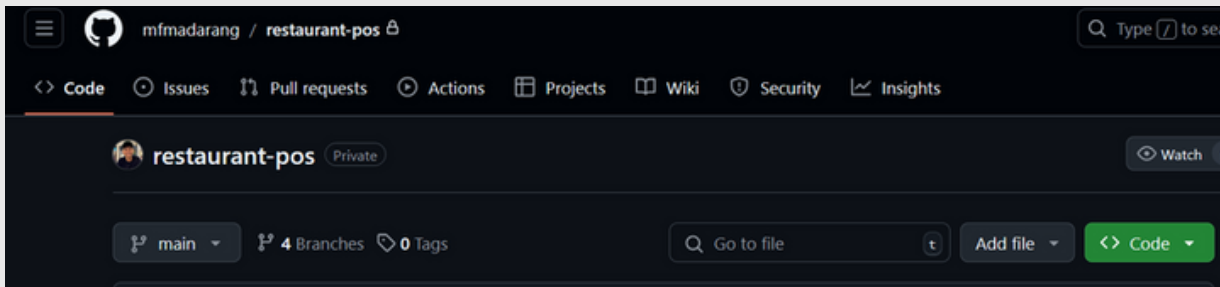 mfmadarang / restaurant-pos
Type / to sea
Code Issues Pull requests Actions Projects Wiki Security Insights
restaurant-pos Private
Watch
main 4 Branches 0 Tags
Go to file t
Add file
Code